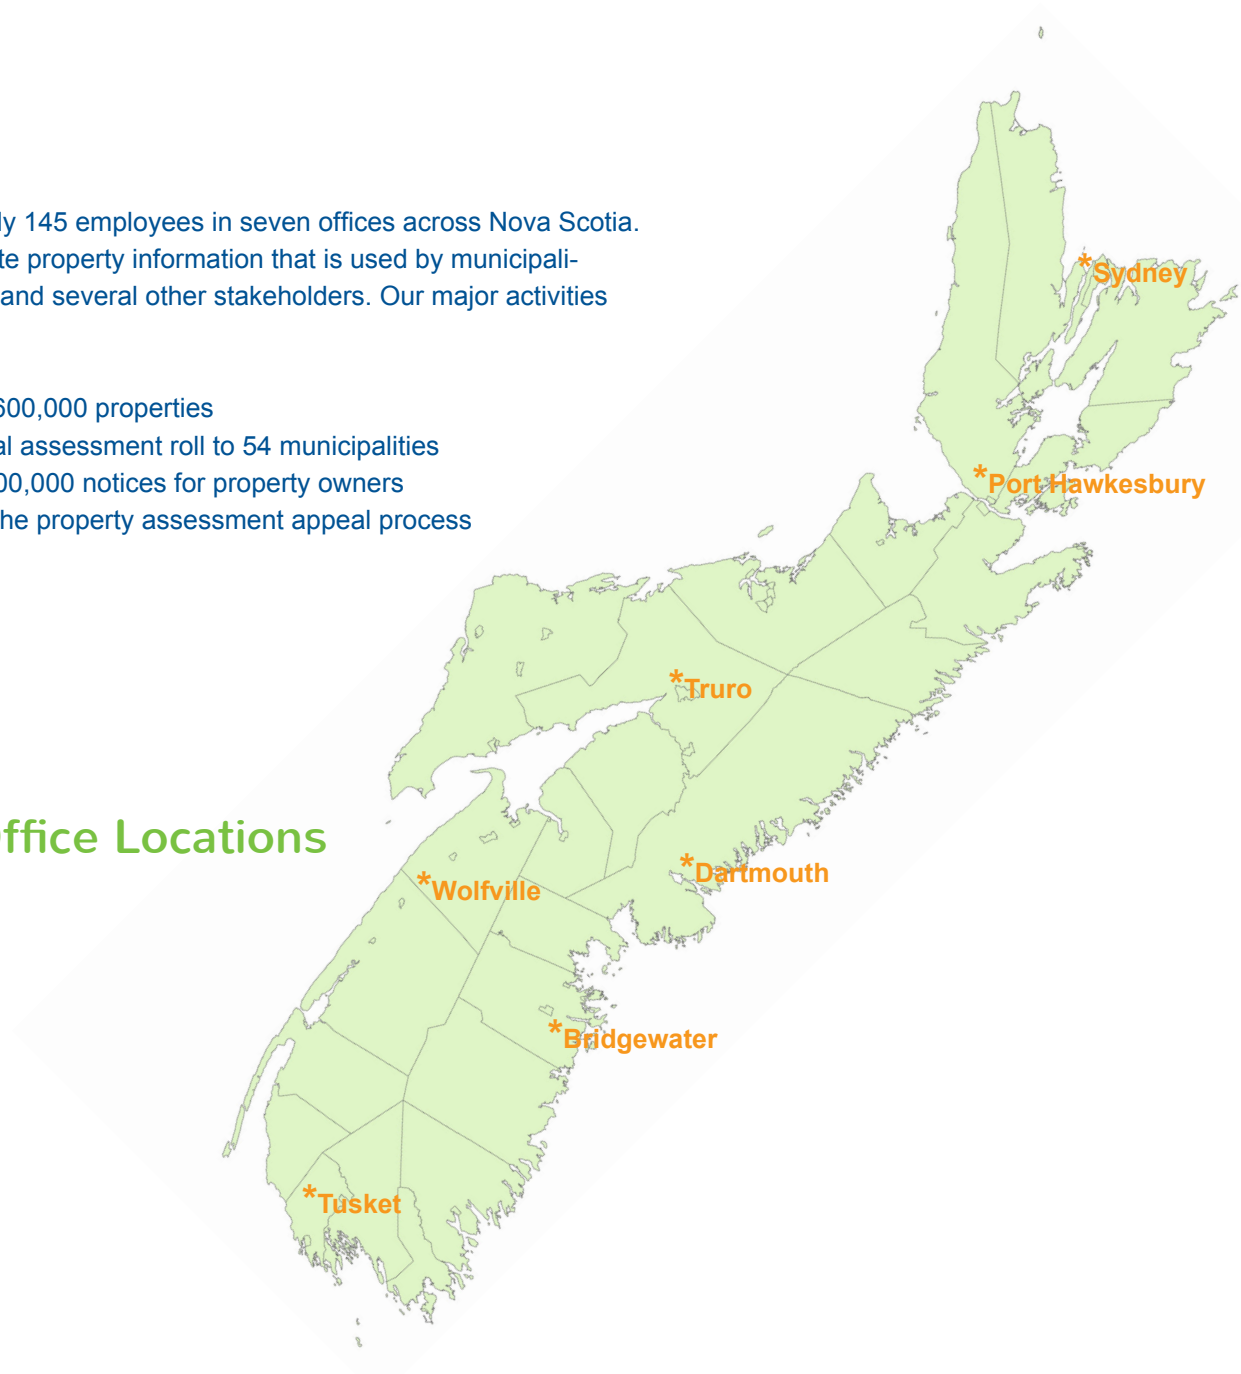 ly 145 employees in seven offices across Nova Scotia.
te property information that is used by municipali-
and several other stakeholders. Our major activities
600,000 properties
al assessment roll to 54 municipalities
00,000 notices for property owners
he property assessment appeal process
ffice Locations
*Sydney
*Port Hawkesbury
*Truro
*Dartmouth
*Wolfville
*Bridgewater
*Tusket